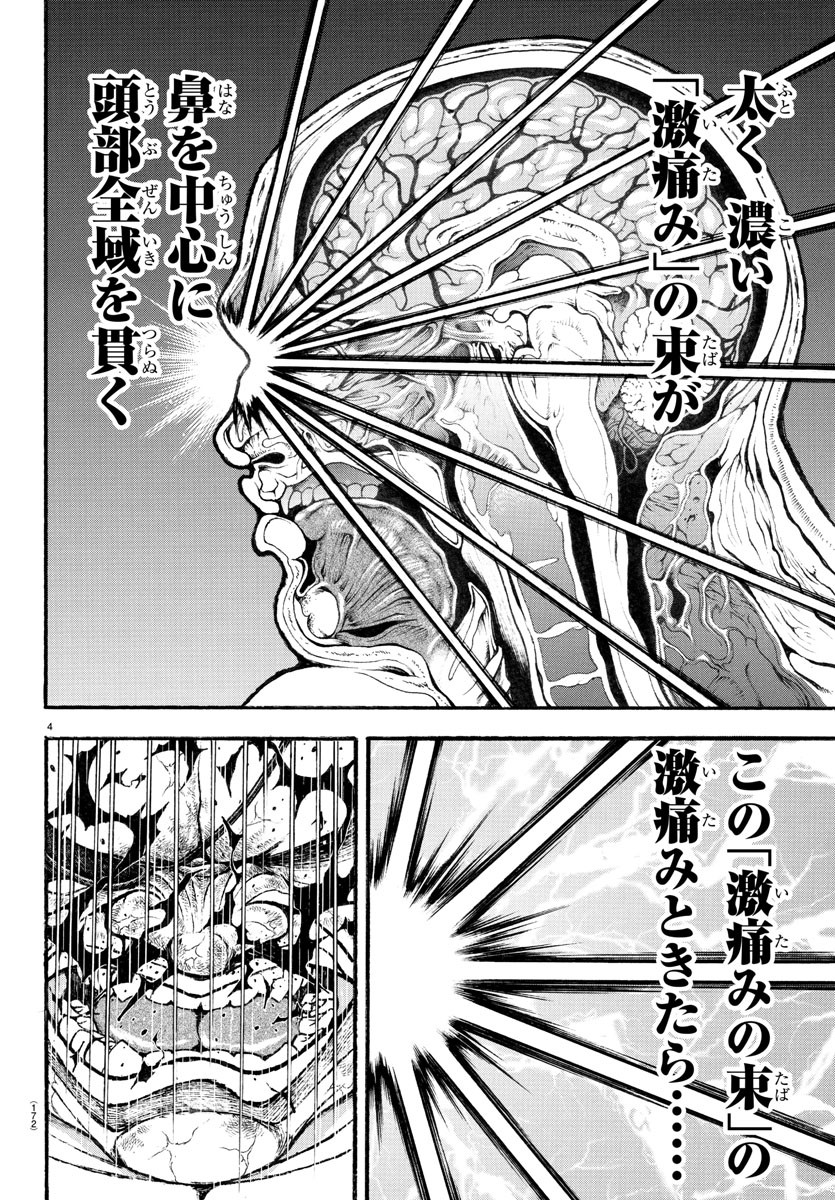 太く 濃い
「激痛み」の束が
鼻を中心に
頭部全域を貫く
4
この「激痛みの束」の
激痛みときたら……
(172)